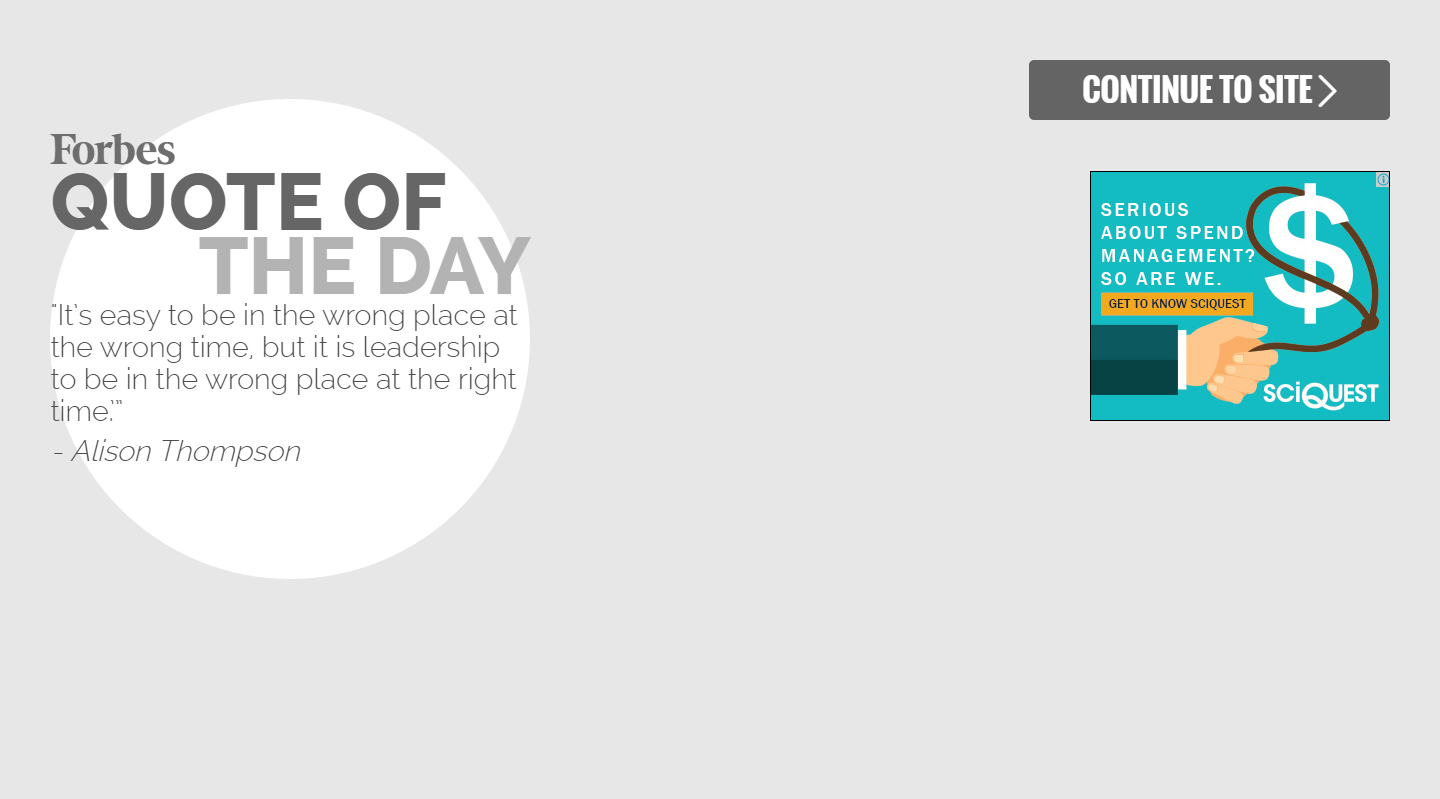 CONTINUE TO SITE
Forbes
QUOTE OF
THE DAY
"It's easy to be in the wrong place at
the wrong time, but it is leadership
to be in the wrong place at the right
time.'”
- Alison Thompson
SERIOUS
ABOUT SPEND
MANAGEMENT?
SO ARE WE.
GET TO KNOW SCIQUEST
$
SCiQUEST